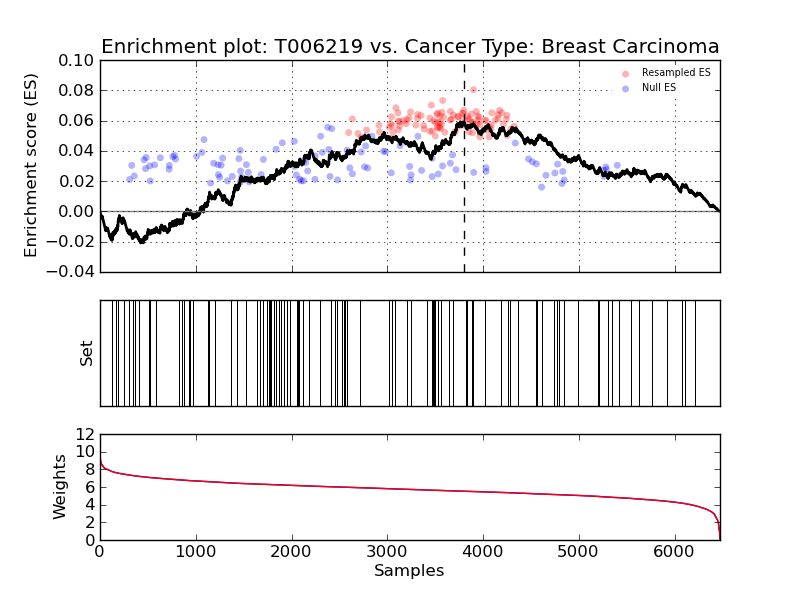 Enrichment plot: T006219 vs. Cancer Type: Breast Carcinoma
Enrichment score (ES)
0.10
0.08
0.06
0.04
0.02
0.00
−0.02
−0.04
Resampled ES
Null ES
Set
Weights
12
10
8
6
4
2
0
0 1000 2000 3000 4000 5000 6000
Samples